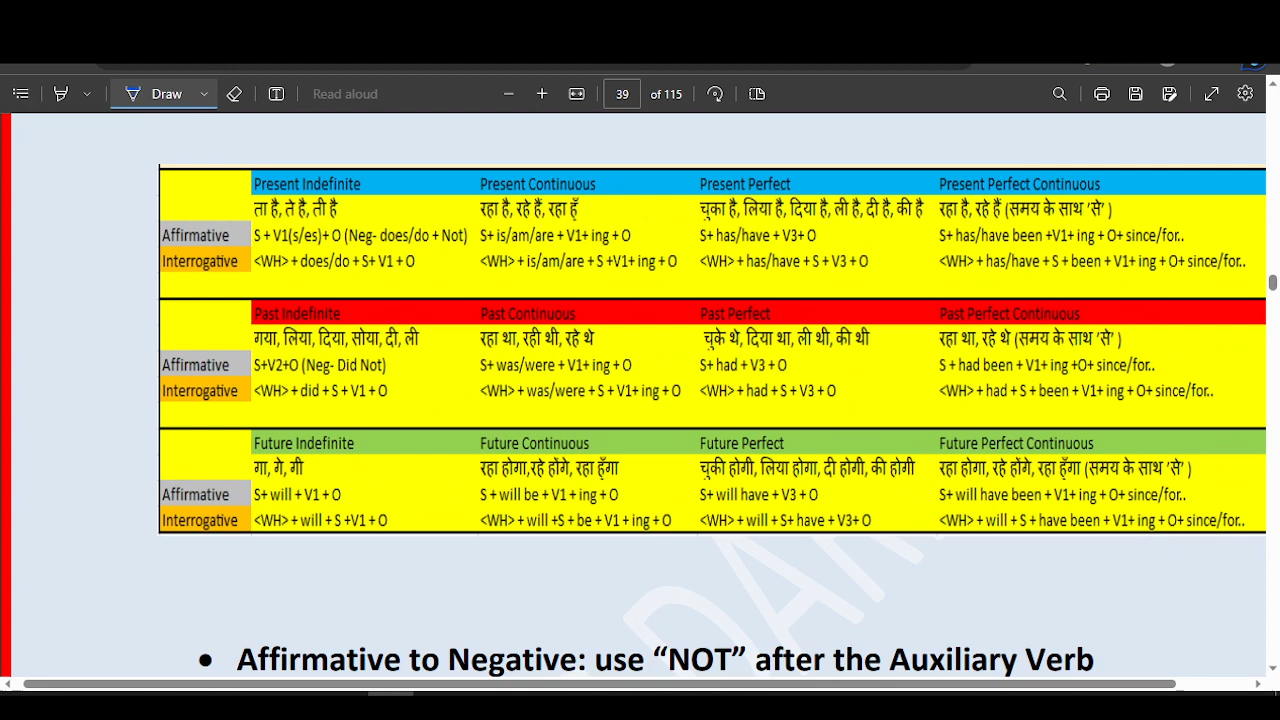 Draw Read aloud 39 of 115
Present Indefinite Present Continuous Present Perfect Present Perfect Continuous
ता है, ते है, ती है रहा है, रहे हैं, रहा हूँ चुका है, लिया है, दिया है, ली है, दी है, की है रहा है, रहे हैं (समय के साथ 'से' )
Affirmative S + V1(s/es)+ O (Neg- does/do + Not) S+ is/am/are + V1+ ing + O S+ has/have + V3+ O S+ has/have been +V1+ ing + O+ since/for..
Interrogative <WH> + does/do + S+ V1 + O <WH> + is/am/are + S +V1+ ing + O <WH> + has/have + S + V3 + O <WH> + has/have + S + been + V1+ ing + O+ since/for..
Past Indefinite Past Continuous Past Perfect Past Perfect Continuous
गया, लिया, दिया, सोया, दी, ली रहा था, रही थी, रहे थे चुके थे, दिया था, ली थी, की थी रहा था, रहे थे (समय के साथ 'से' )
Affirmative S+V2+O (Neg- Did Not) S+ was/were + V1+ ing + O S+ had + V3 + O S + had been + V1+ ing +O+ since/for..
Interrogative <WH> + did + S + V1 + O <WH> + was/were + S + V1+ ing + O <WH> + had + S + V3 + O <WH> + had + S + been + V1+ ing + O+ since/for..
Future Indefinite Future Continuous Future Perfect Future Perfect Continuous
गा, गे, गी रहा होगा,रहे होंगे, रहा हूँगा चुकी होगी, लिया होगा, दी होगी, की होगी रहा होगा, रहे होंगे, रहा हूँगा (समय के साथ 'से' )
Affirmative S+ will + V1 + O S + will be + V1 + ing + O S+ will have + V3 + O S+ will have been + V1+ ing + O+ since/for..
Interrogative <WH> + will + S +V1 + O <WH> + will +S + be + V1 + ing + O <WH> + will + S+ have + V3+ O <WH> + will + S + have been + V1+ ing + O+ since/for..
• Affirmative to Negative: use “NOT” after the Auxiliary Verb